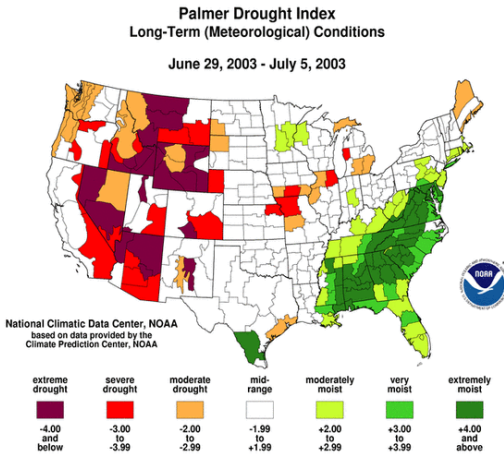 Palmer Drought Index
Long-Term (Meteorological) Conditions
June 29, 2003 - July 5, 2003
NOAA
National Climatic Data Center, NOAA
based on data provided by the
Climate Prediction Center, NOAA
extreme drought
severe drought
moderate drought
mid-range
moderately moist
very moist
extremely moist
-4.00 and below
-3.00 to -3.99
-2.00 to -2.99
-1.99 to +1.99
+2.00 to +2.99
+3.00 to +3.99
+4.00 and above